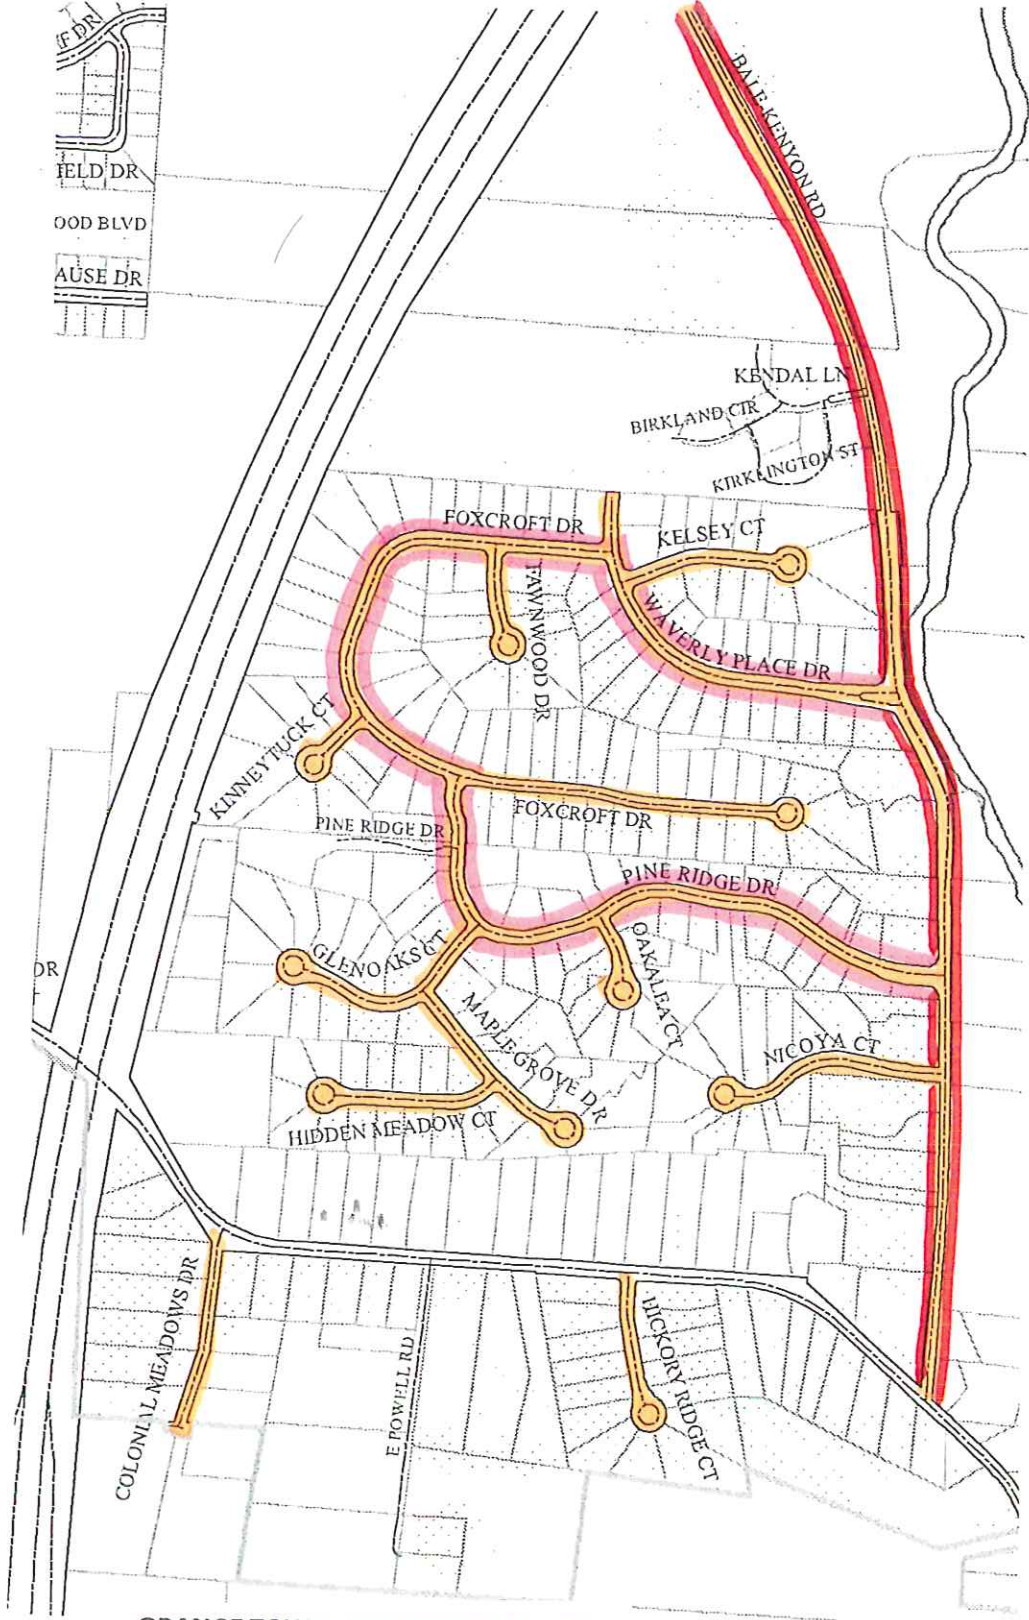 F DR
IELD DR
OOD BLVD
AUSE DR
BALE-KENYON RD
KENDAL LN
BIRKLAND CIR
KIRKLINGTON ST
FOXCROFT DR
KELSEY CT
FAWNWOOD DR
WAVERLY PLACE DR
KINNEYTUCK CT
PINE RIDGE DR
FOXCROFT DR
PINE RIDGE DR
GLENOAKS CT
OAKALEA CT
DR
MAPLE GROVE DR
NICOYA CT
HIDDEN MEADOW CT
COLONIAL MEADOWS DR
E POWELL RD
HICKORY RIDGE CT